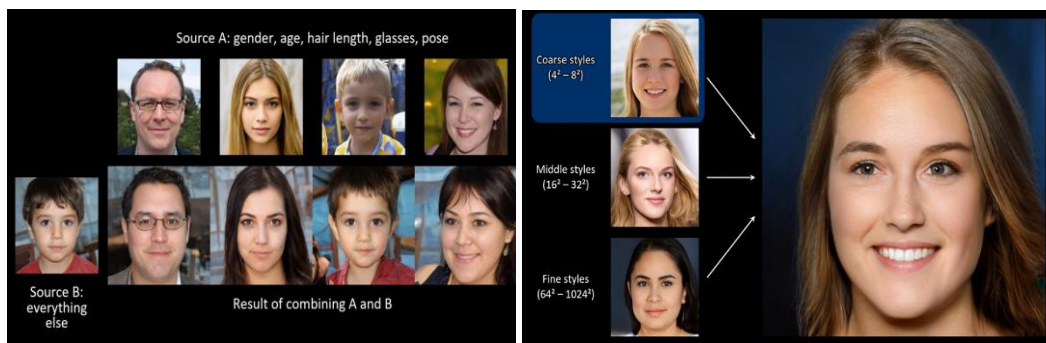 Source A: gender, age, hair length, glasses, pose
Source B:
everything
else
Result of combining A and B
Coarse styles
(4² – 8²)
Middle styles
(16² – 32²)
Fine styles
(64² – 1024²)